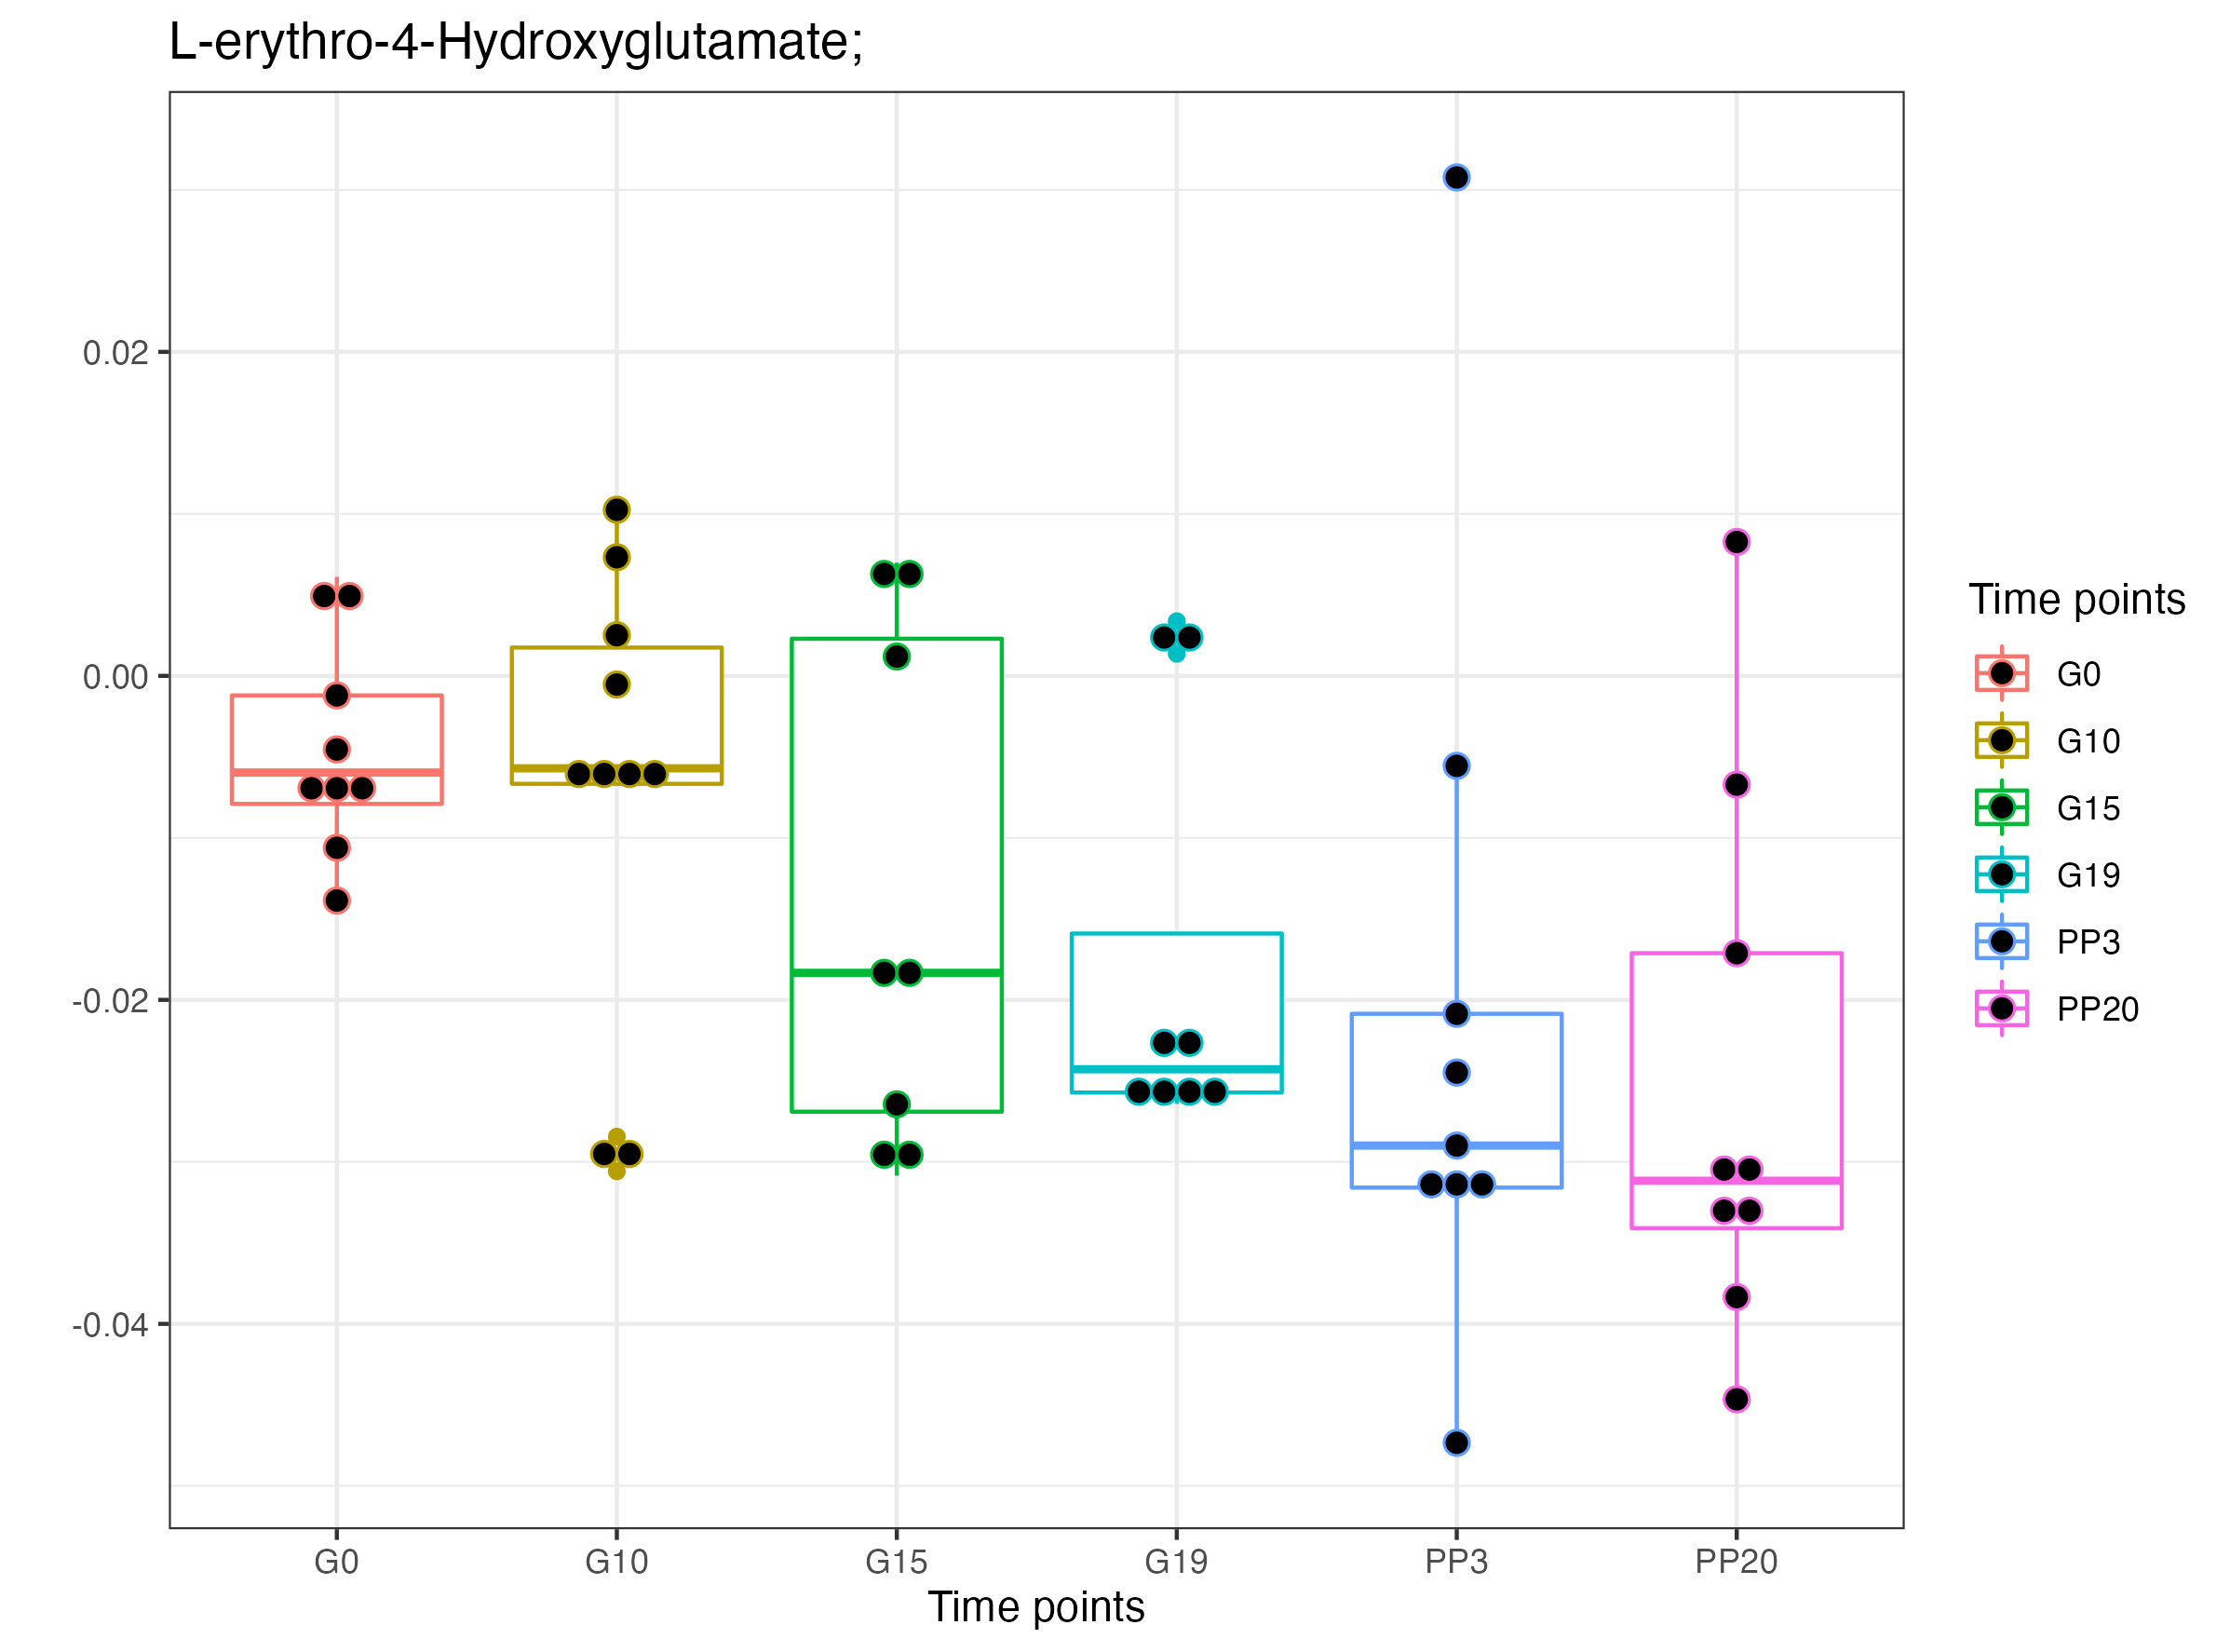 L-erythro-4-Hydroxyglutamate;
0.02
0.00
-0.02
-0.04
G0 G10 G15 G19 PP3 PP20
Time points
Time points
G0
G10
G15
G19
PP3
PP20